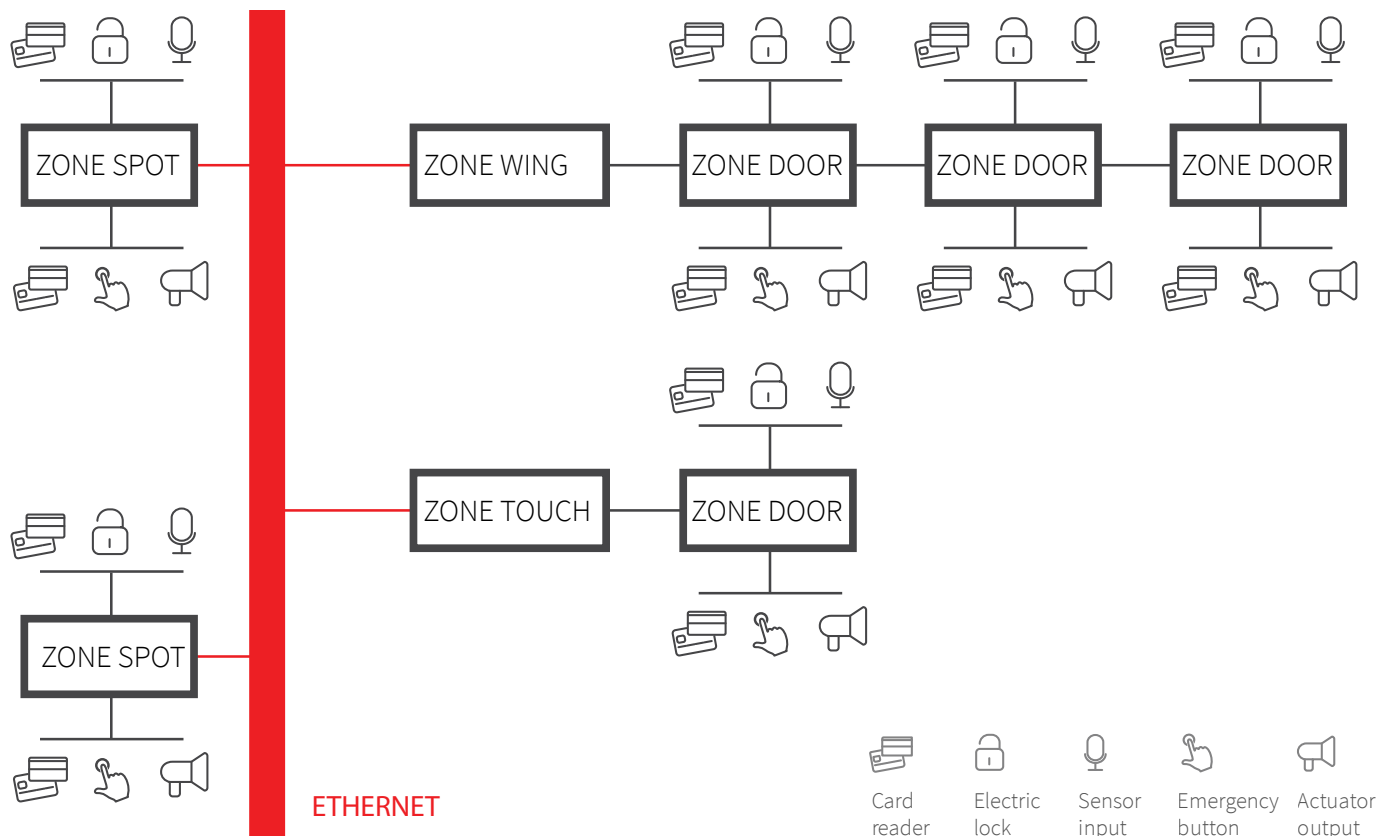 ZONE SPOT
ZONE WING
ZONE DOOR
ZONE DOOR
ZONE DOOR
ZONE TOUCH
ZONE DOOR
ZONE SPOT
ETHERNET
Card
reader
Electric
lock
Sensor
input
Emergency
button
Actuator
output